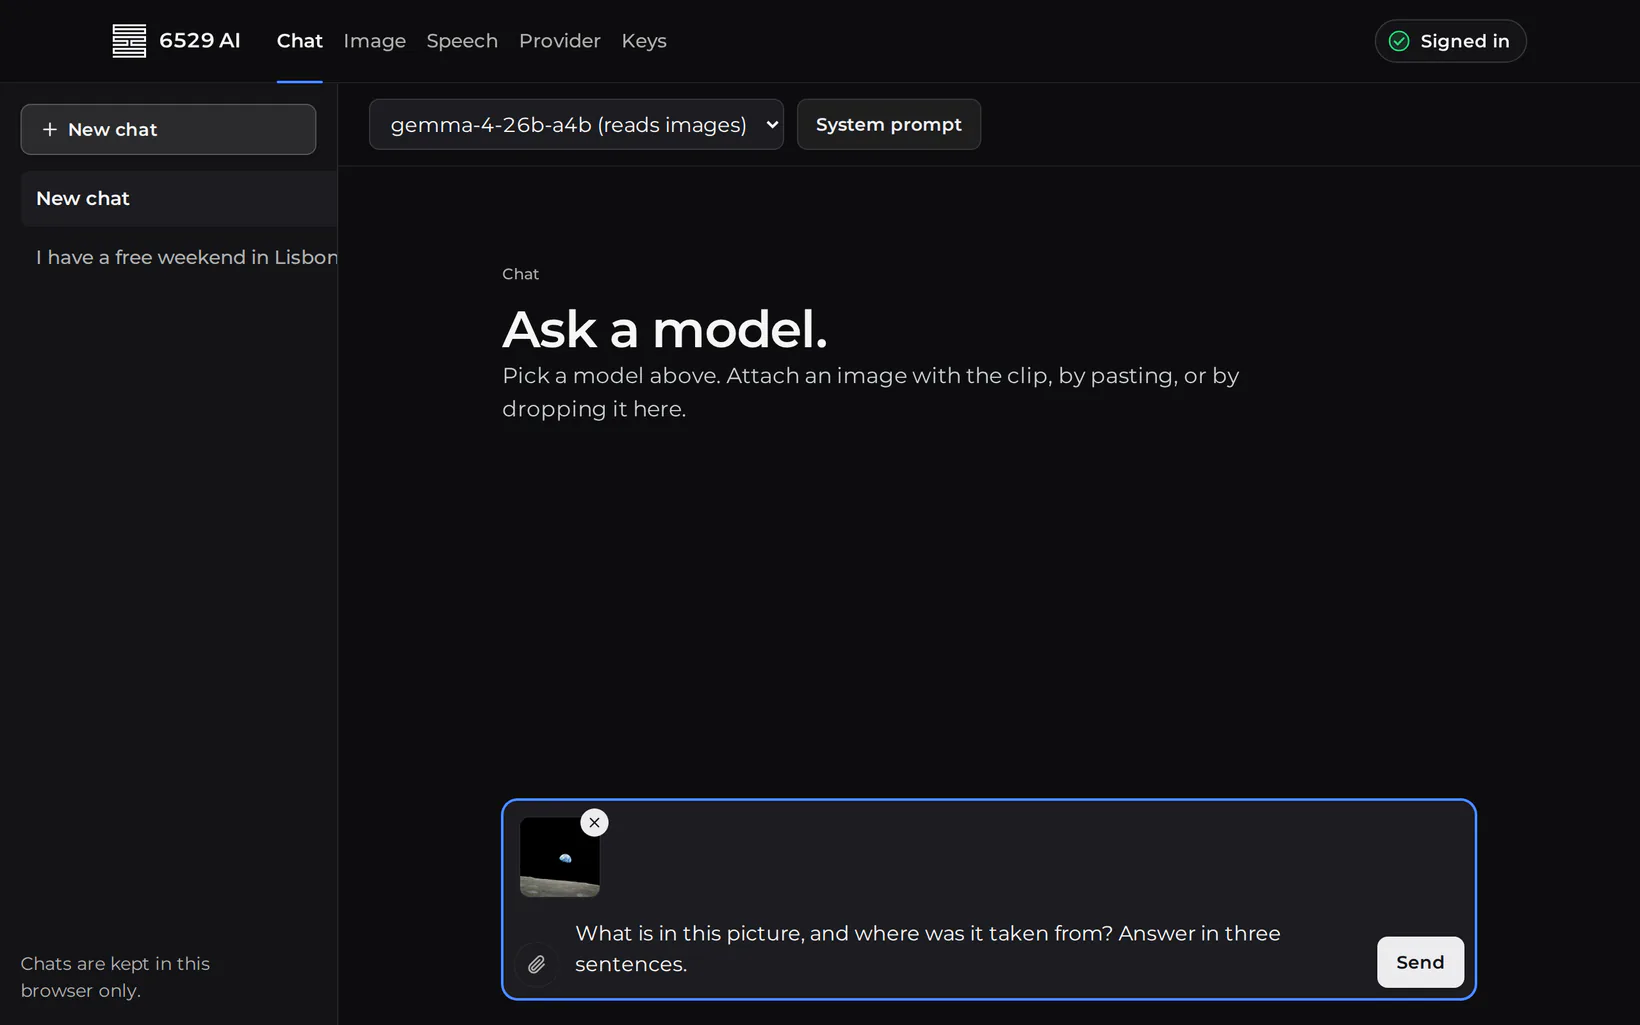 6529 AI
Chat
Image
Speech
Provider
Keys
Signed in
+ New chat
New chat
I have a free weekend in Lisbon
gemma-4-26b-a4b (reads images)
System prompt
Chat
Ask a model.
Pick a model above. Attach an image with the clip, by pasting, or by
dropping it here.
What is in this picture, and where was it taken from? Answer in three
sentences.
Send
Chats are kept in this
browser only.